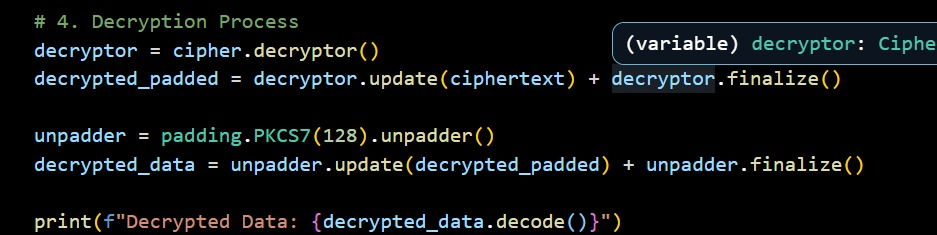 # 4. Decryption Process
decryptor = cipher.decryptor()
(variable) decryptor: Ciphe
decrypted_padded = decryptor.update(ciphertext) + decryptor.finalize()
unpadder = padding.PKCS7(128).unpadder()
decrypted_data = unpadder.update(decrypted_padded) + unpadder.finalize()
print(f"Decrypted Data: {decrypted_data.decode()}")